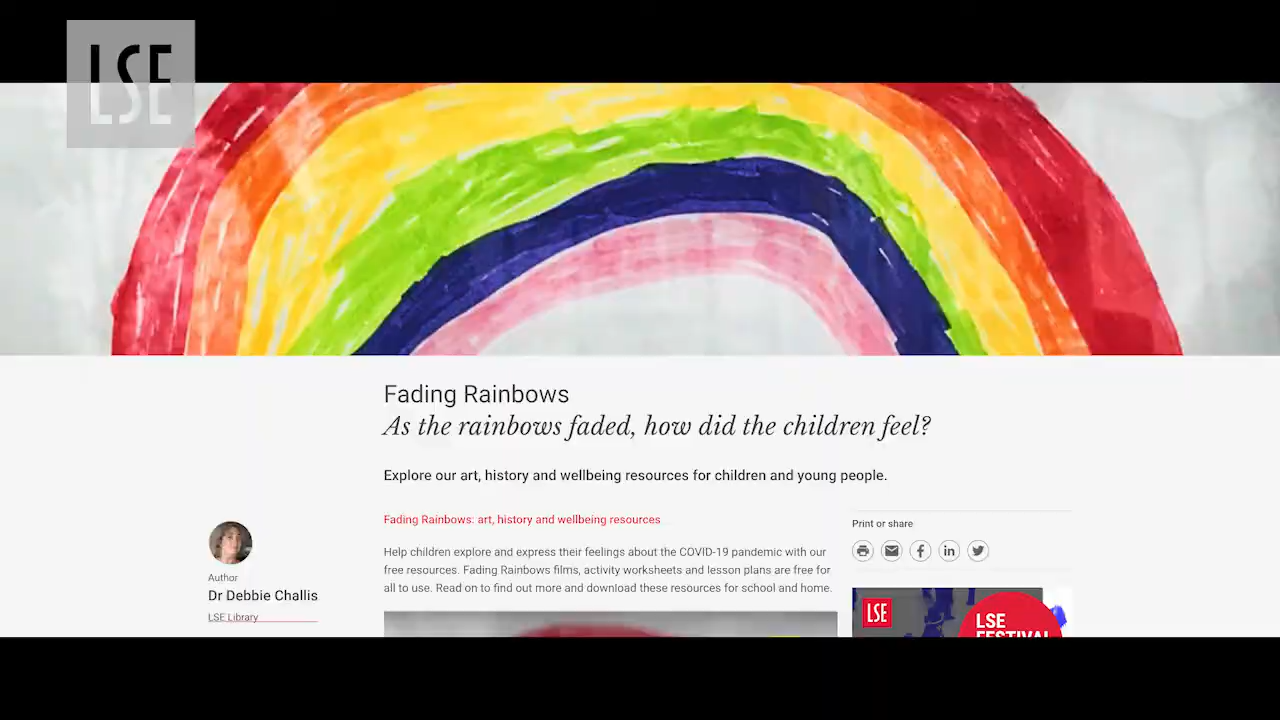 LSE
Fading Rainbows
As the rainbows faded, how did the children feel?
Explore our art, history and wellbeing resources for children and young people.
Fading Rainbows: art, history and wellbeing resources
Help children explore and express their feelings about the COVID-19 pandemic with our
free resources. Fading Rainbows films, activity worksheets and lesson plans are free for
all to use. Read on to find out more and download these resources for school and home.
Author
Dr Debbie Challis
LSE Library
Print or share
LSE
LSE
FESTIVAL